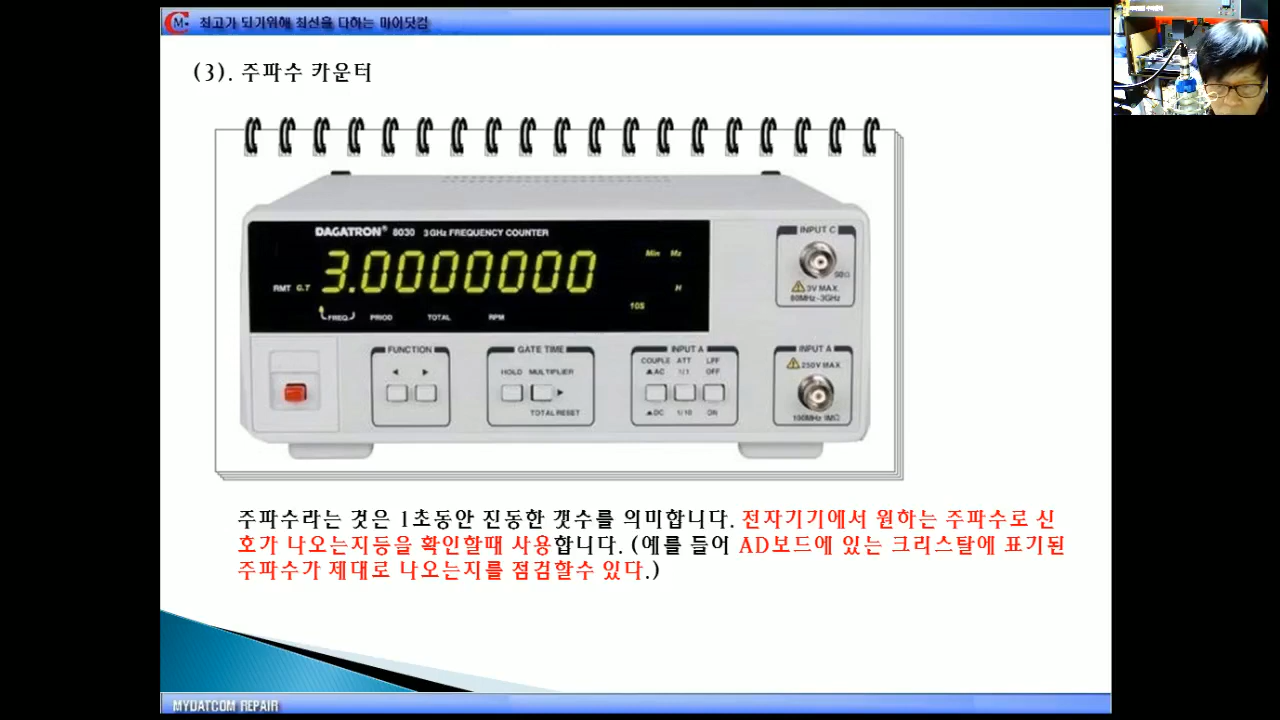 최고가 되기위해 최선을 다하는 마이닷컴
(3). 주파수 카운터
DAGATRON® 8030 3GHz FREQUENCY COUNTER
3.0000000
Min Mz
RMT G.T
H
10S
FREQ. PRIOD TOTAL RPM
INPUT C
50Ω
3V MAX
80MHz~3GHz
FUNCTION
◀ ▶
GATE TIME
HOLD MULTIPLIER
TOTAL RESET
INPUT A
COUPLE ATT LPF
▲AC 1/1 OFF
▲DC 1/10 ON
INPUT A
250V MAX
100MHz 1MΩ
주파수라는 것은 1초동안 진동한 갯수를 의미합니다. 전자기기에서 원하는 주파수로 신
호가 나오는지등을 확인할때 사용합니다. (예를 들어 AD보드에 있는 크리스탈에 표기된
주파수가 제대로 나오는지를 점검할수 있다.)
MYDATCOM REPAIR